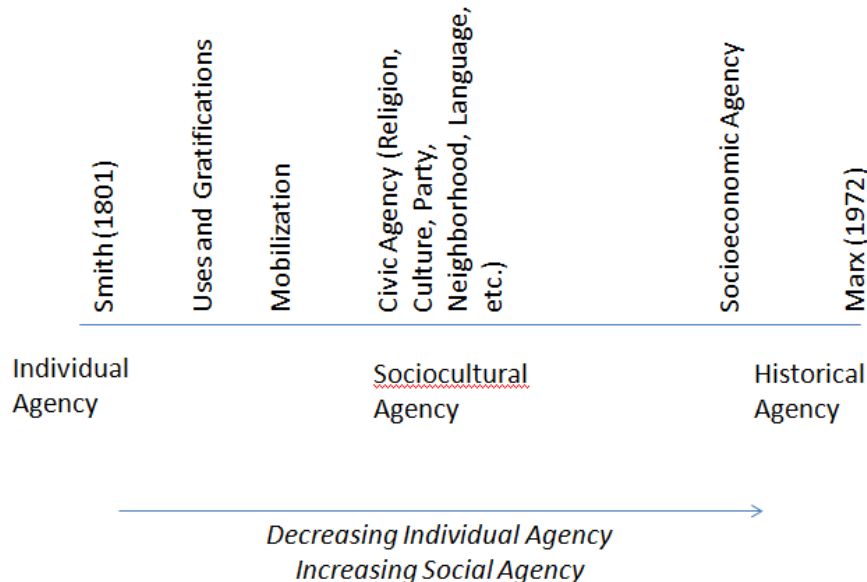 Smith (1801)
Uses and Gratifications
Mobilization
Civic Agency (Religion,
Culture, Party,
Neighborhood, Language,
etc.)
Socioeconomic Agency
Marx (1972)
Individual
Agency
Sociocultural
Agency
Historical
Agency
Decreasing Individual Agency
Increasing Social Agency